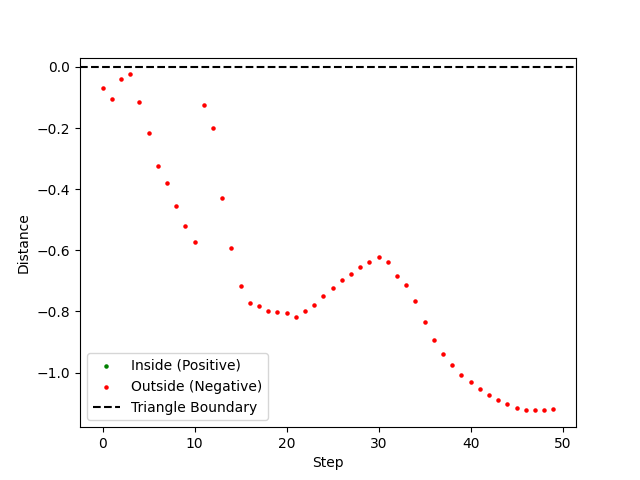 0.0
−0.2
−0.4
−0.6
−0.8
−1.0
Distance
Inside (Positive)
Outside (Negative)
Triangle Boundary
0 10 20 30 40 50
Step